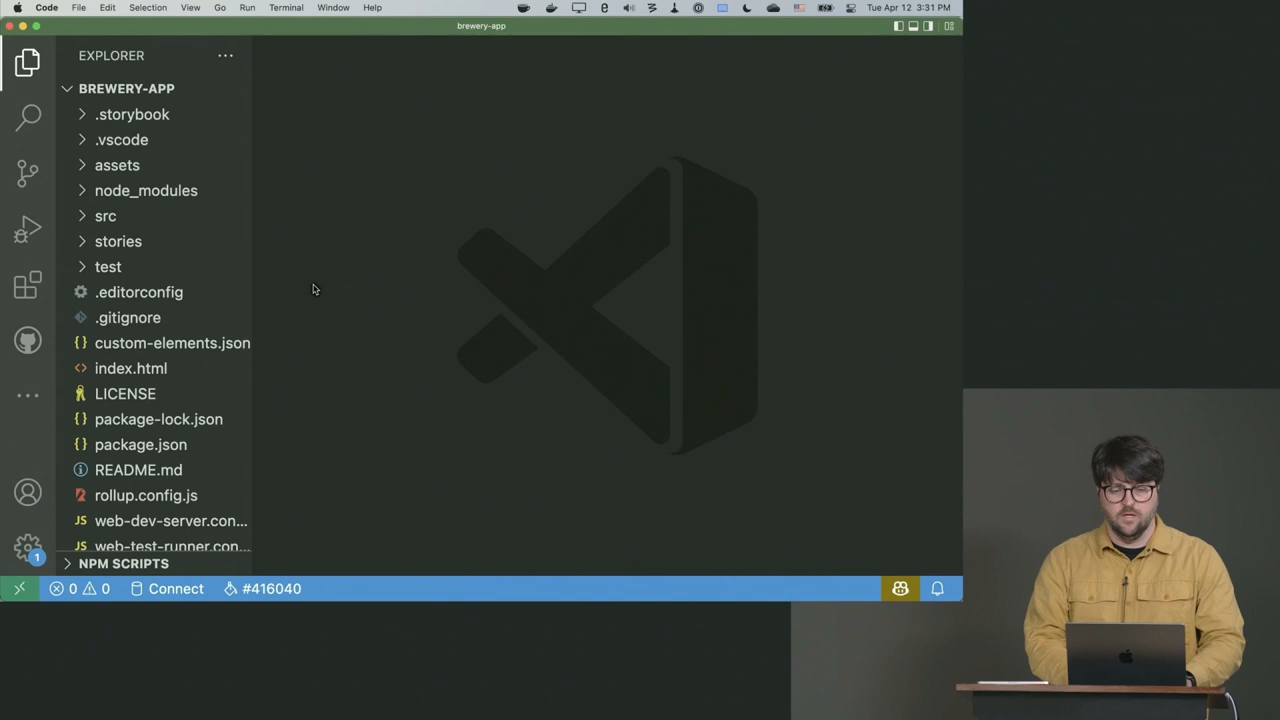 Code File Edit Selection View Go Run Terminal Window Help Tue Apr 12 3:31 PM
brewery-app
EXPLORER
BREWERY-APP
.storybook
.vscode
assets
node_modules
src
stories
test
.editorconfig
.gitignore
{} custom-elements.json
<> index.html
LICENSE
{} package-lock.json
{} package.json
README.md
rollup.config.js
JS web-dev-server.con...
JS web-test-runner.con...
NPM SCRIPTS
1
0 0 Connect #416040